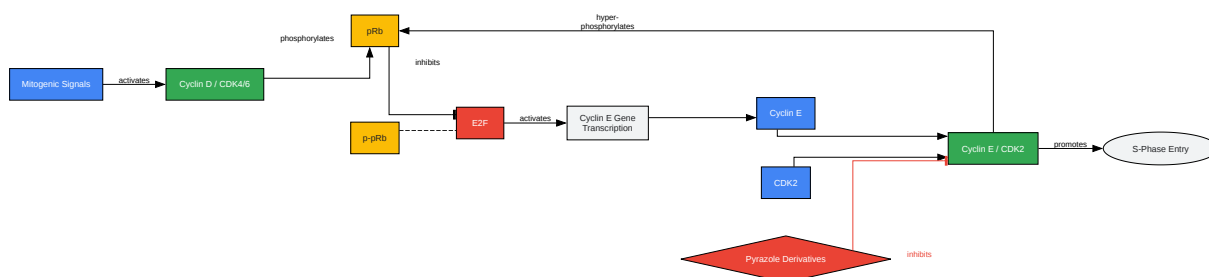 hyper-
phosphorylates
pRb
phosphorylates
inhibits
Mitogenic Signals
activates
Cyclin D / CDK4/6
Cyclin E
E2F
activates
Cyclin E Gene
Transcription
p-pRb
Cyclin E / CDK2
promotes
S-Phase Entry
CDK2
Pyrazole Derivatives
inhibits